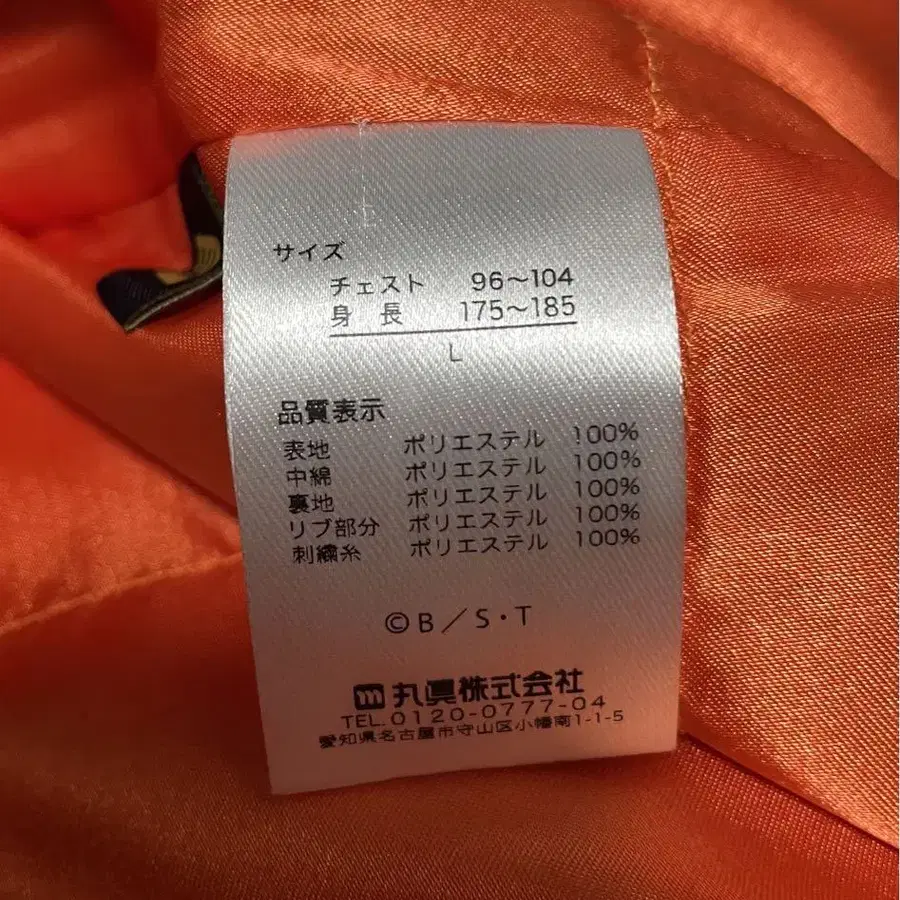 サイズ
チェスト 96～104
身長 175～185
L
品質表示
表地 ポリエステル 100%
中綿 ポリエステル 100%
裏地 ポリエステル 100%
リブ部分 ポリエステル 100%
刺繍糸 ポリエステル 100%
©B／S・T
m 丸眞株式会社
TEL.0120-0777-04
愛知県名古屋市守山区小幡南1-1-5